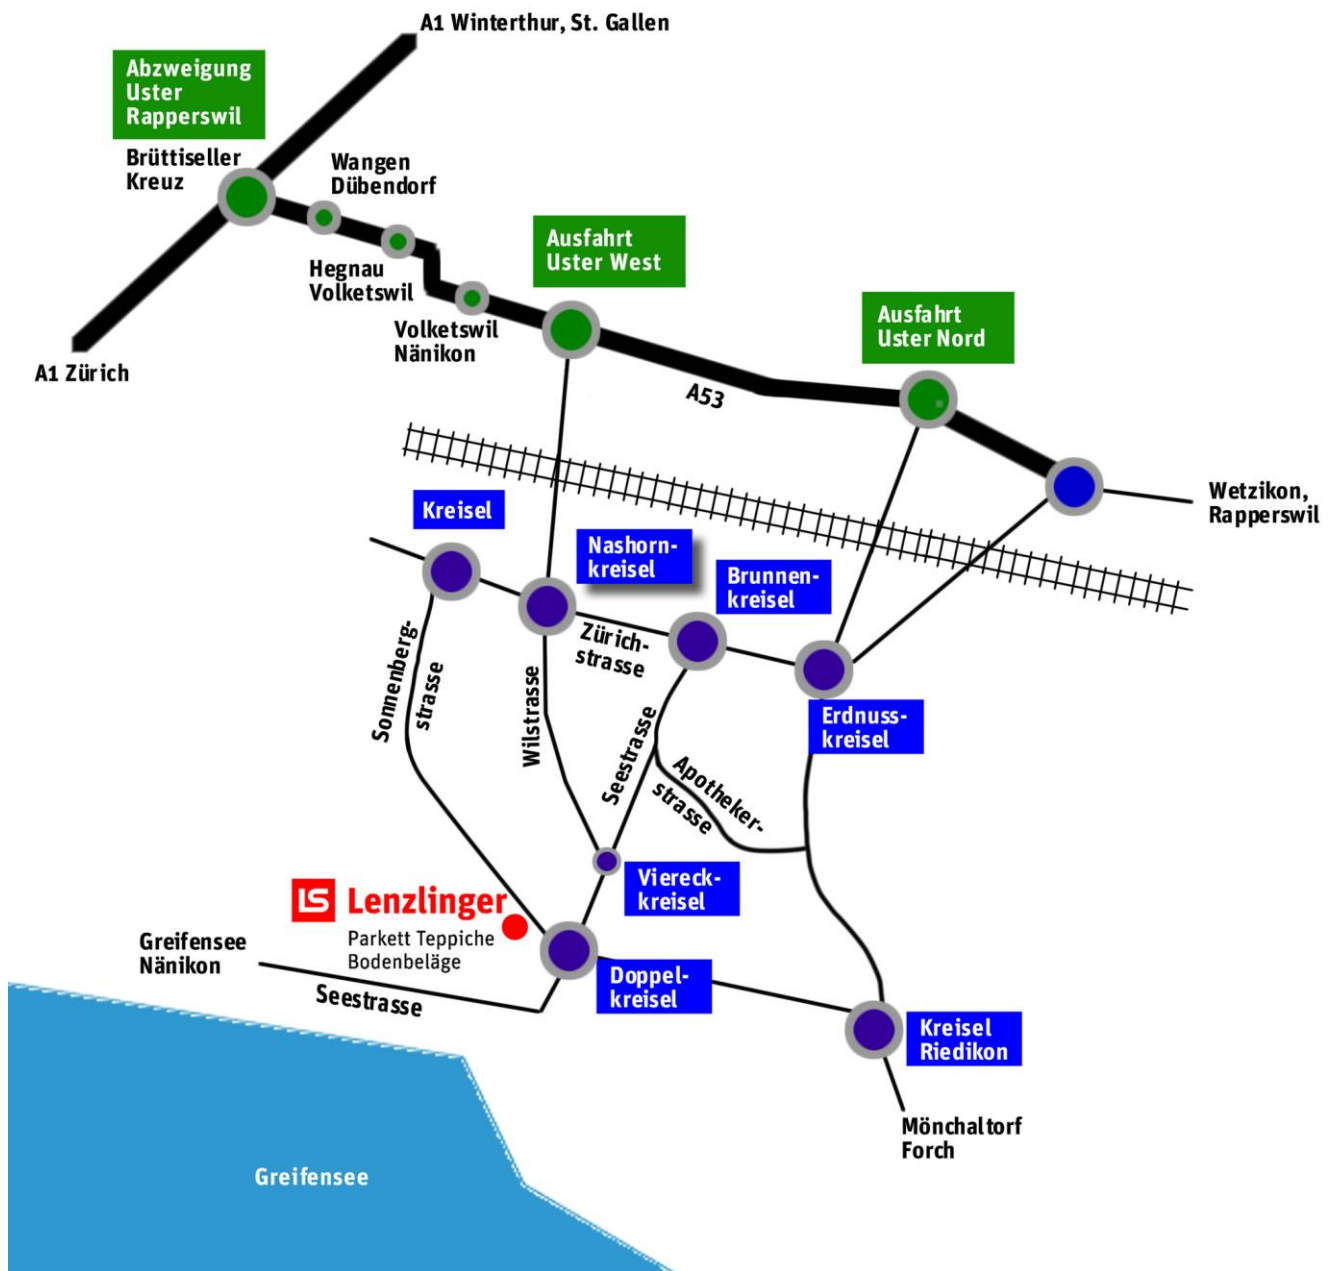 A1 Winterthur, St. Gallen
Abzweigung
Uster
Rapperswil
Brüttiseller
Kreuz
Wangen
Dübendorf
Hegnau
Volketswil
Ausfahrt
Uster West
Volketswil
Nänikon
A1 Zürich
Ausfahrt
Uster Nord
A53
Wetzikon,
Rapperswil
Kreisel
Nashorn-
kreisel
Brunnen-
kreisel
Zürich-
strasse
Sonnenberg-
strasse
Wilstrasse
Seestrasse
Erdnuss-
kreisel
Apotheker-
strasse
Viereck-
kreisel
LS Lenzlinger
Parkett Teppiche
Bodenbeläge
Greifensee
Nänikon
Seestrasse
Doppel-
kreisel
Kreisel
Riedikon
Mönchaltorf
Forch
Greifensee